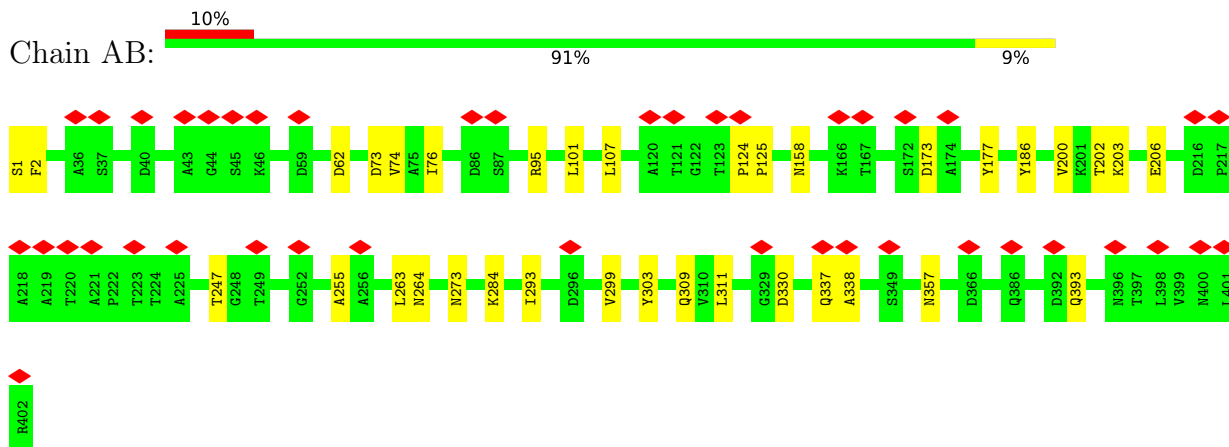 10%
Chain AB:
91% 9%
S1 F2 A36 S37 D40 A43 G44 S45 K46 D59 D62 D73 V74 A75 I76 D86 S87 R95 L101 L107 A120 T121 G122 T123 P124 P125 N158 K166 T167 S172 D173 A174 Y177 Y186 V200 K201 T202 K203 E206 D216 P217
A218 A219 T220 A221 P222 T223 T224 A225 T247 G248 T249 G252 A255 A256 L263 N264 N273 K284 I293 D296 V299 Y303 Q309 V310 L311 G329 D330 Q337 A338 S349 N357 D366 Q386 D392 Q393 N396 T397 L398 V399 N400 L401
R402